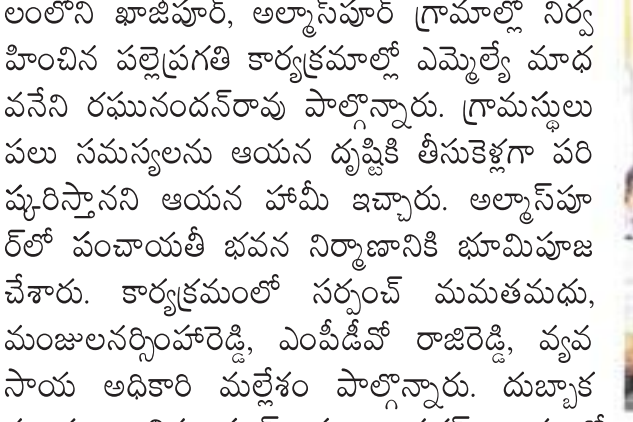 లంలోని ఖాజీపూర్, అల్మాస్‌పూర్ గ్రామాల్లో నిర్వ
హించిన పల్లెప్రగతి కార్యక్రమాల్లో ఎమ్మెల్యే మాధ
వనేని రఘునందన్‌రావు పాల్గొన్నారు. గ్రామస్థులు
పలు సమస్యలను ఆయన దృష్టికి తీసుకెళ్లగా పరి
ష్కరిస్తానని ఆయన హామీ ఇచ్చారు. అల్మాస్‌పూ
ర్‌లో పంచాయతీ భవన నిర్మాణానికి భూమిపూజ
చేశారు. కార్యక్రమంలో సర్పంచ్ మమతమధు,
మంజులనర్సింహారెడ్డి, ఎంపీడీవో రాజిరెడ్డి, వ్యవ
సాయ అధికారి మల్లేశం పాల్గొన్నారు. దుబ్బాక